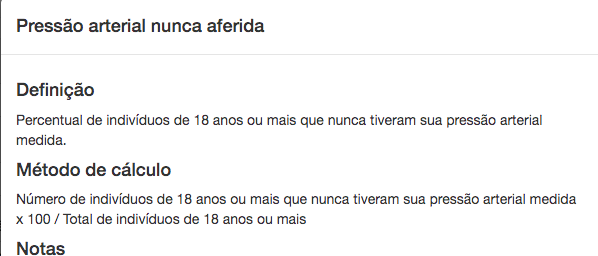 Pressão arterial nunca aferida
Definição
Percentual de indivíduos de 18 anos ou mais que nunca tiveram sua pressão arterial
medida.
Método de cálculo
Número de indivíduos de 18 anos ou mais que nunca tiveram sua pressão arterial medida
x 100 / Total de indivíduos de 18 anos ou mais
Notas